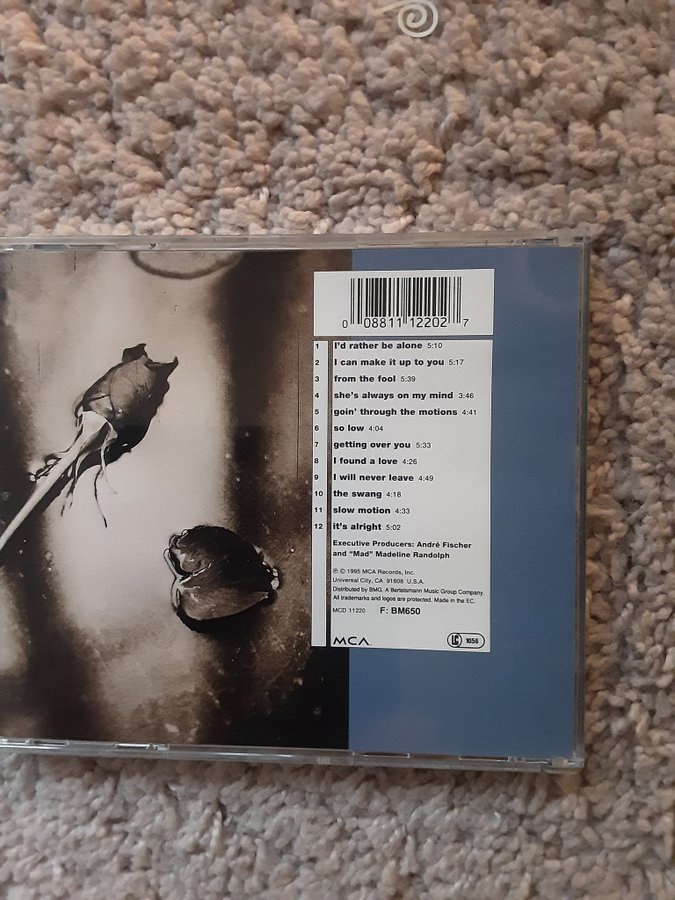 0 08811 12202 7
1 I'd rather be alone 5:10
2 I can make it up to you 5:17
3 from the fool 5:39
4 she's always on my mind 3:46
5 goin' through the motions 4:41
6 so low 4:04
7 getting over you 5:33
8 I found a love 4:26
9 I will never leave 4:49
10 the swang 4:18
11 slow motion 4:33
12 it's alright 5:02
Executive Producers: André Fischer
and "Mad" Madeline Randolph
℗ © 1995 MCA Records, Inc.
Universal City, CA 91608 U.S.A.
Distributed by BMG. A Bertelsmann Music Group Company.
All trademarks and logos are protected. Made in the EC.
MCD 11220 F: BM650
MCA LC 1056